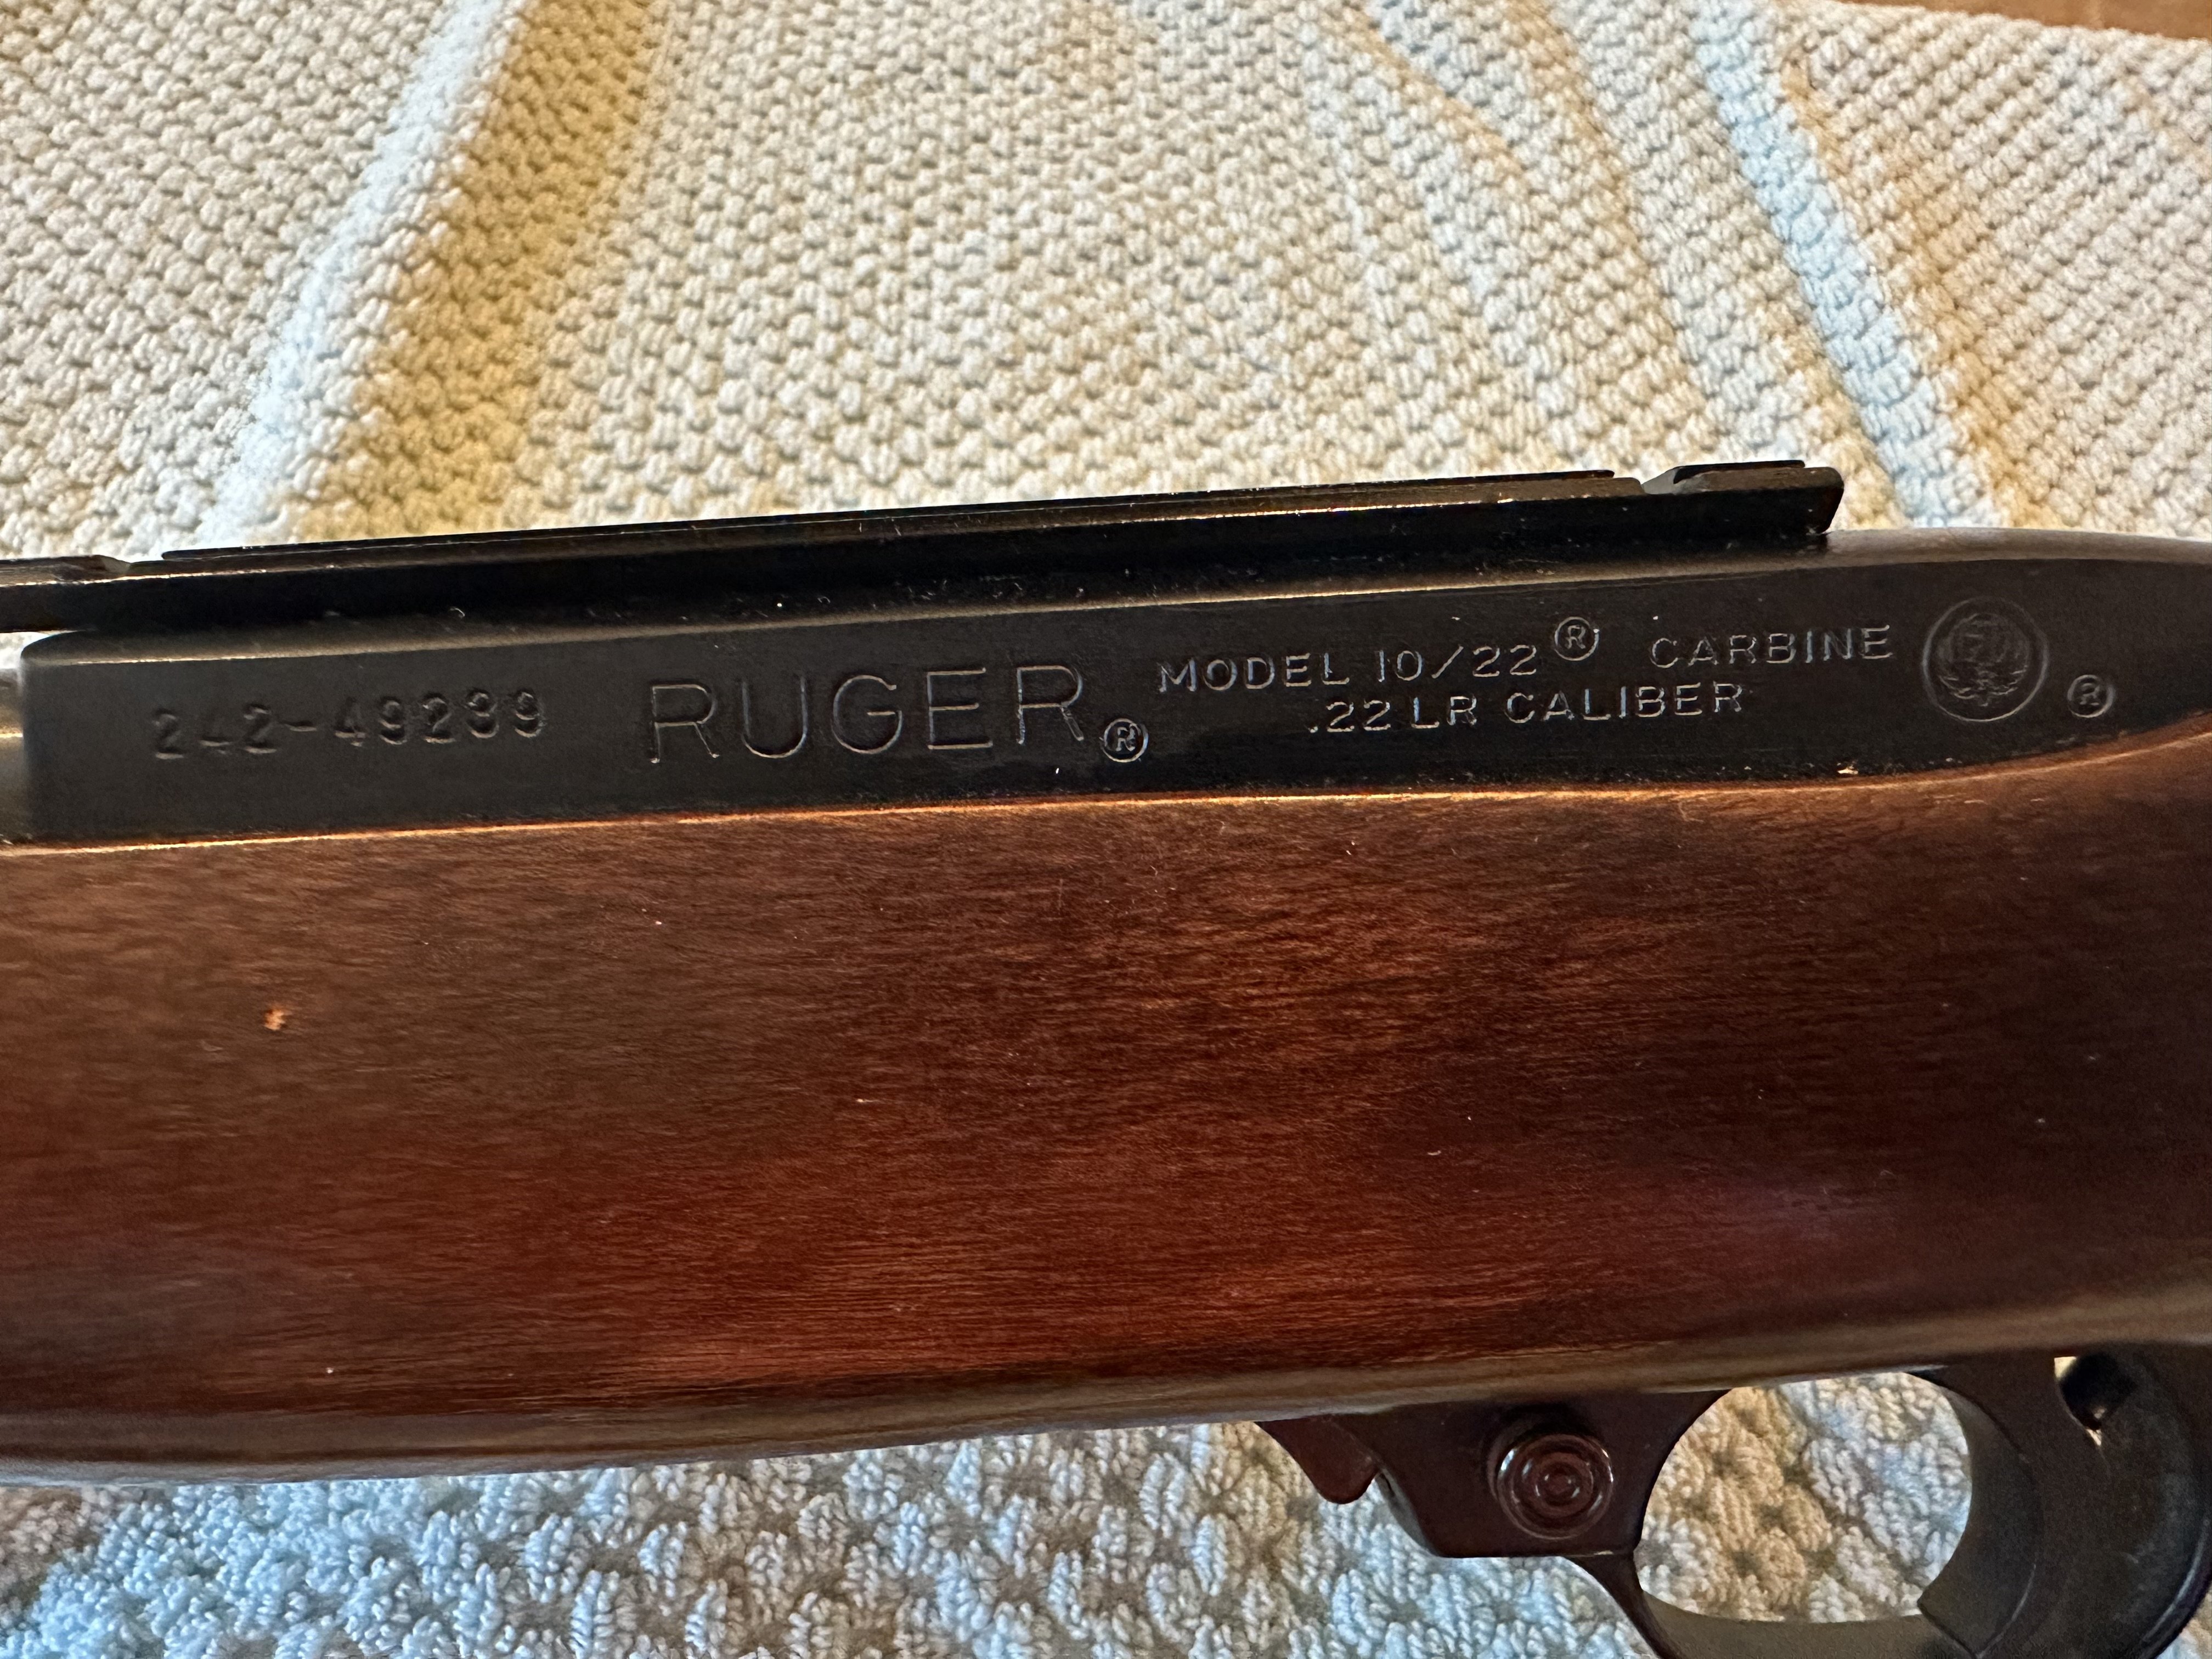 242-49239
RUGER®
MODEL 10/22® CARBINE
.22 LR CALIBER
®